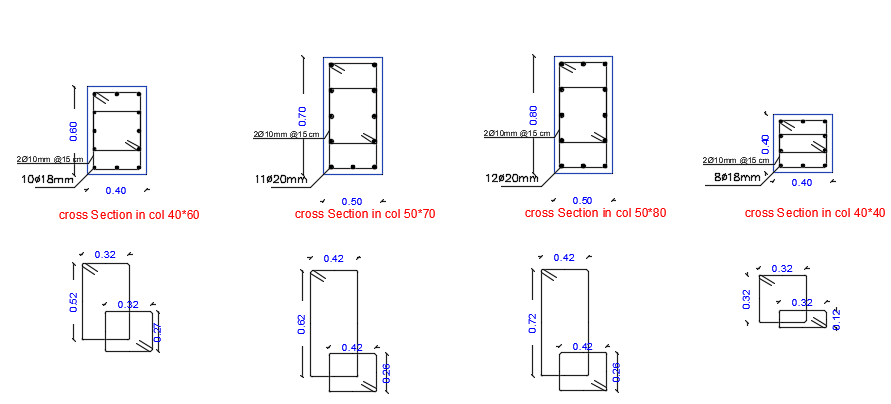 0.60
2Ø10mm @15 cm
10ø18mm
0.40
cross Section in col 40*60
0.70
2Ø10mm @15 cm
11ø20mm
0.50
cross Section in col 50*70
0.80
2Ø10mm @15 cm
12ø20mm
0.50
cross Section in col 50*80
0.40
2Ø10mm @15 cm
8ø18mm
0.40
cross Section in col 40*40
0.32
0.52
0.32
0.27
0.42
0.62
0.42
0.26
0.42
0.72
0.42
0.26
0.32
0.32
0.32
0.12